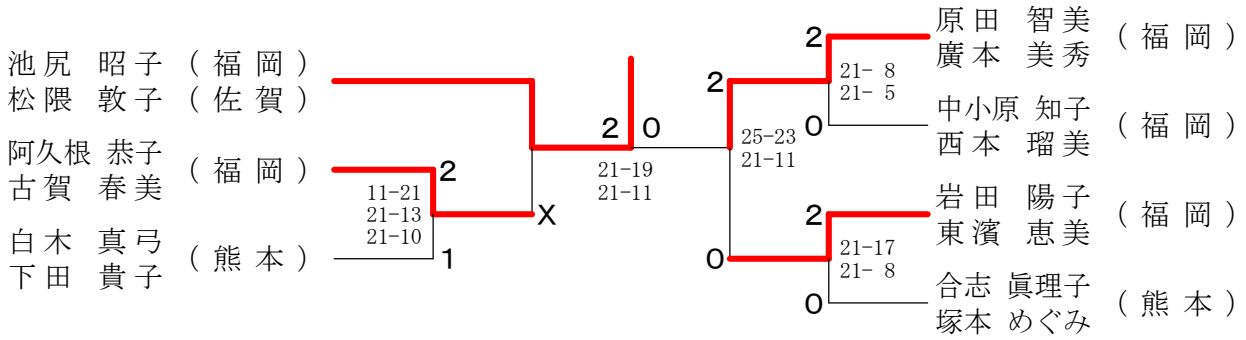 池尻 昭子 (福岡)
松隈 敦子 (佐賀)
阿久根 恭子
古賀 春美
(福岡)
白木 真弓
下田 貴子
(熊本)
2
11-21
21-13
21-10
1
X
2 0
21-19
21-11
2
25-23
21-11
0
2
21- 8
21- 5
0
2
21-17
21- 8
0
原田 智美
廣本 美秀
(福岡)
中小原 知子
西本 瑠美
(福岡)
岩田 陽子
東濱 恵美
(福岡)
合志 眞理子
塚本 めぐみ
(熊本)